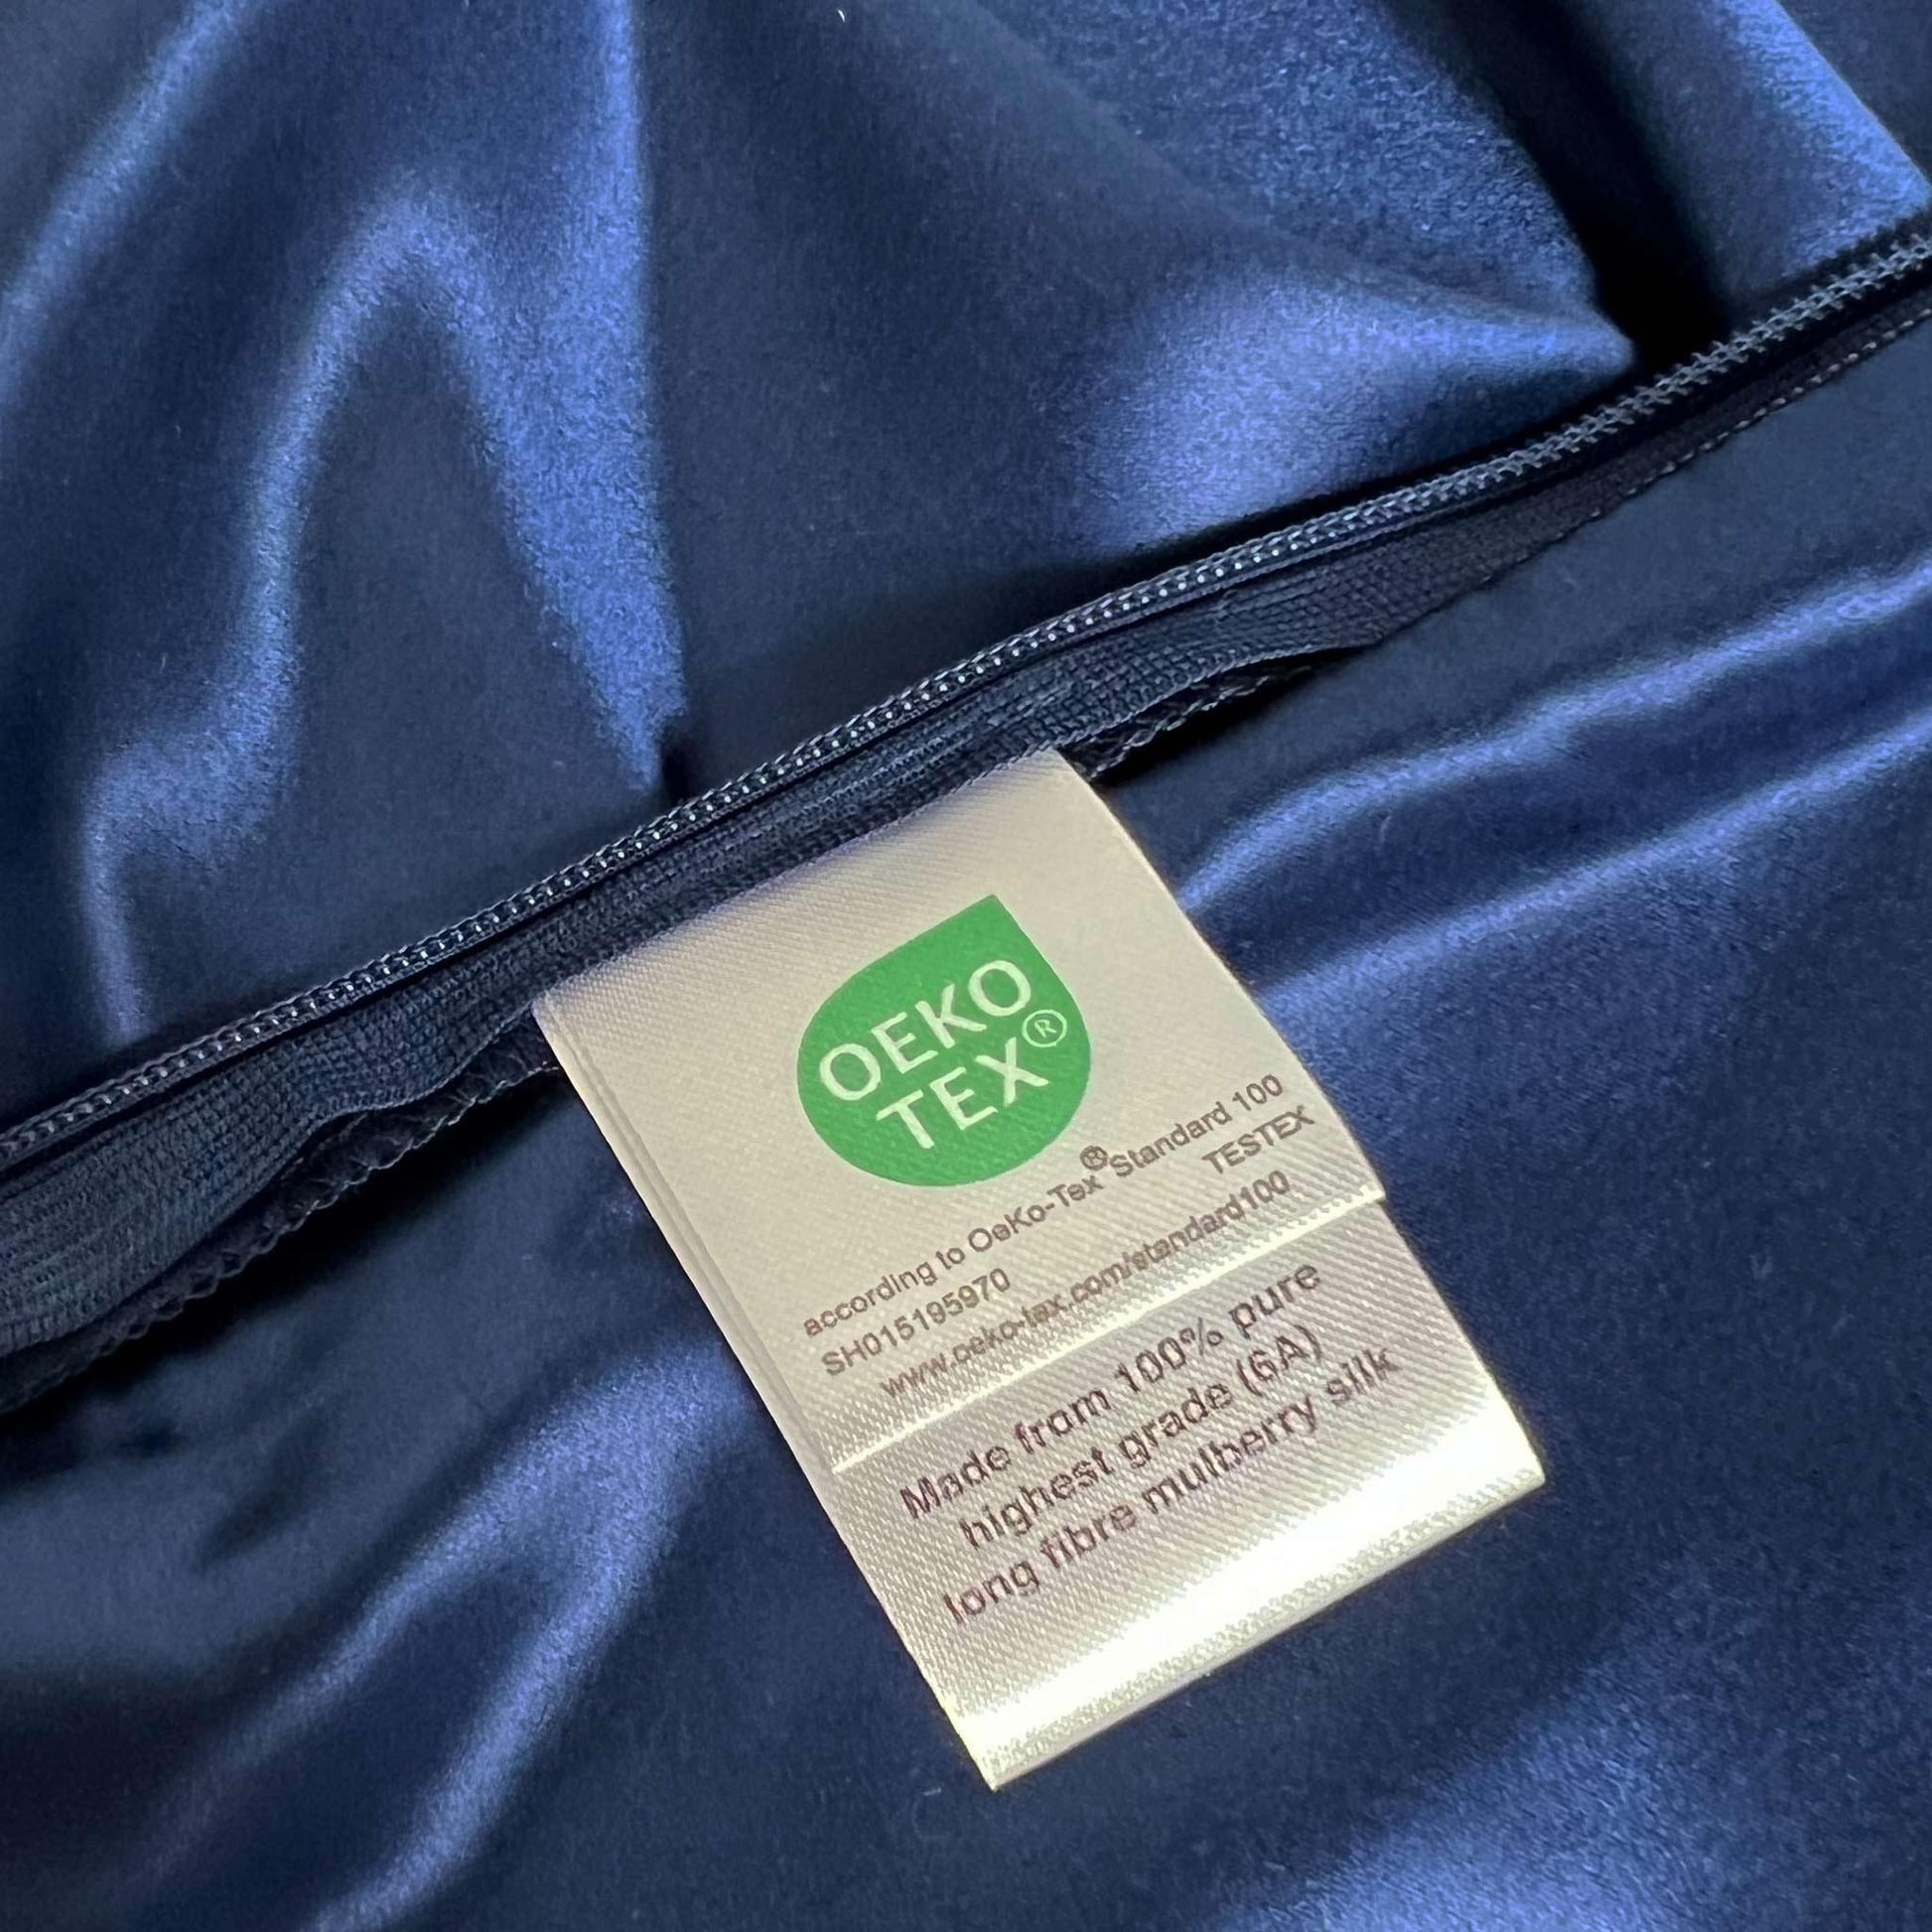 OEKO
TEX®
according to OeKo-Tex® Standard 100
SH015195970 TESTEX
www.oeko-tex.com/standard100
Made from 100% pure
highest grade (6A)
long fibre mulberry silk